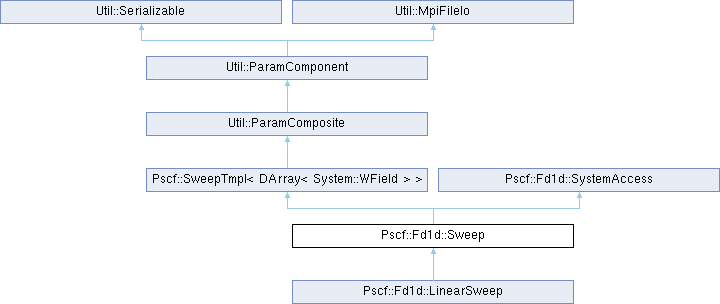 Util::Serializable
Util::MpiFileIo
Util::ParamComponent
Util::ParamComposite
Pscf::SweepTmpl< DArray< System::WField > >
Pscf::Fd1d::SystemAccess
Pscf::Fd1d::Sweep
Pscf::Fd1d::LinearSweep